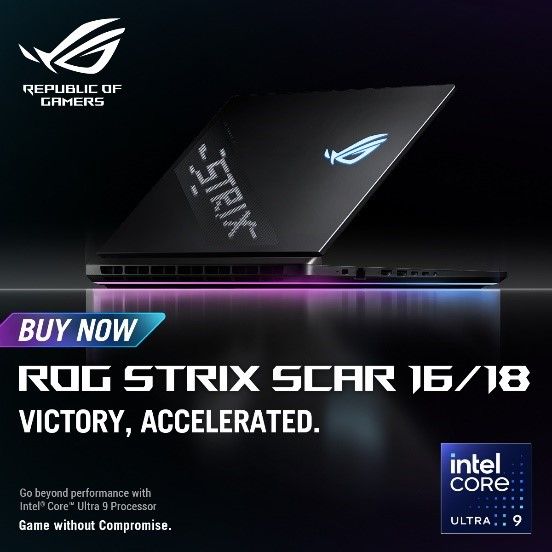 REPUBLIC OF
GAMERS
STRIX
BUY NOW
ROG STRIX SCAR 16/18
VICTORY, ACCELERATED.
Go beyond performance with
Intel® Core™ Ultra 9 Processor
Game without Compromise.
intel
CORE
ULTRA 9